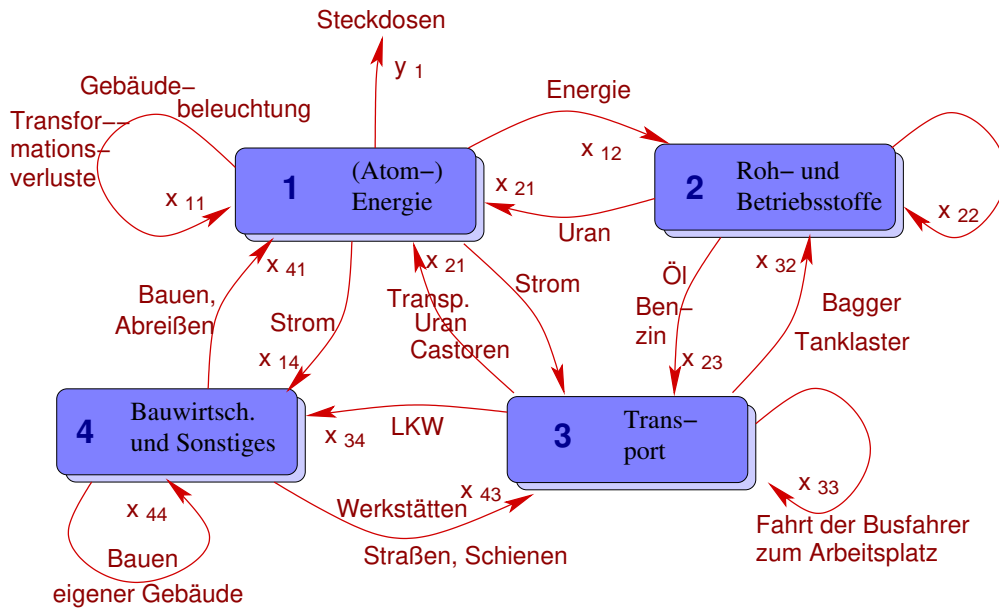 Steckdosen
y 1
Gebäude–
beleuchtung
Transfor––
mations–
verluste
x 11
Energie
x 12
1
(Atom–)
Energie
x 21
Uran
2
Roh– und
Betriebsstoffe
x 22
x 41
Bauen,
Abreißen
Strom
x 14
x 21
Transp.
Uran
Castoren
Strom
Öl
Ben–
zin
x 23
x 32
Bagger
Tanklaster
4
Bauwirtsch.
und Sonstiges
x 34
LKW
3
Trans–
port
x 33
Fahrt der Busfahrer
zum Arbeitsplatz
x 44
Bauen
eigener Gebäude
Werkstätten
x 43
Straßen, Schienen